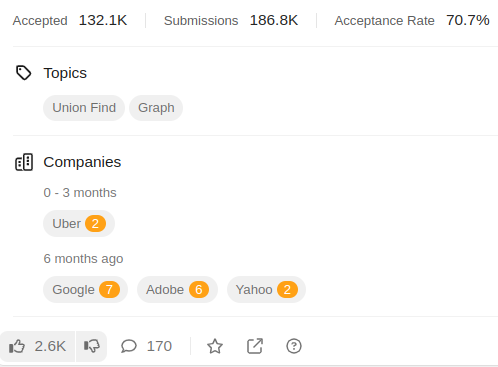 Accepted 132.1K Submissions 186.8K Acceptance Rate 70.7%
Topics
Union Find Graph
Companies
0 - 3 months
Uber 2
6 months ago
Google 7 Adobe 6 Yahoo 2
2.6K 170